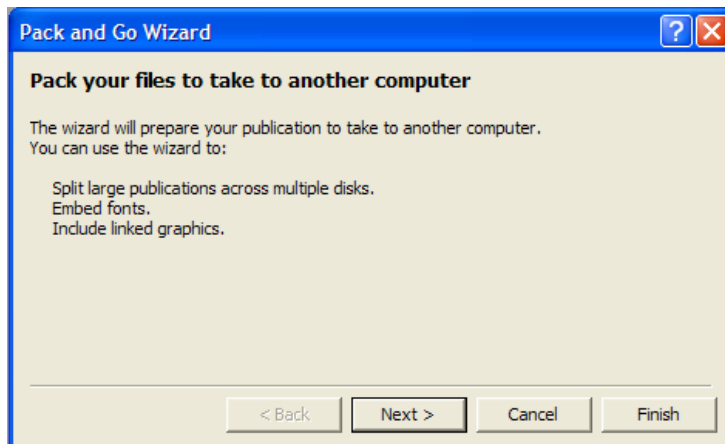 Pack and Go Wizard
Pack your files to take to another computer
The wizard will prepare your publication to take to another computer.
You can use the wizard to:
Split large publications across multiple disks.
Embed fonts.
Include linked graphics.
< Back Next > Cancel Finish